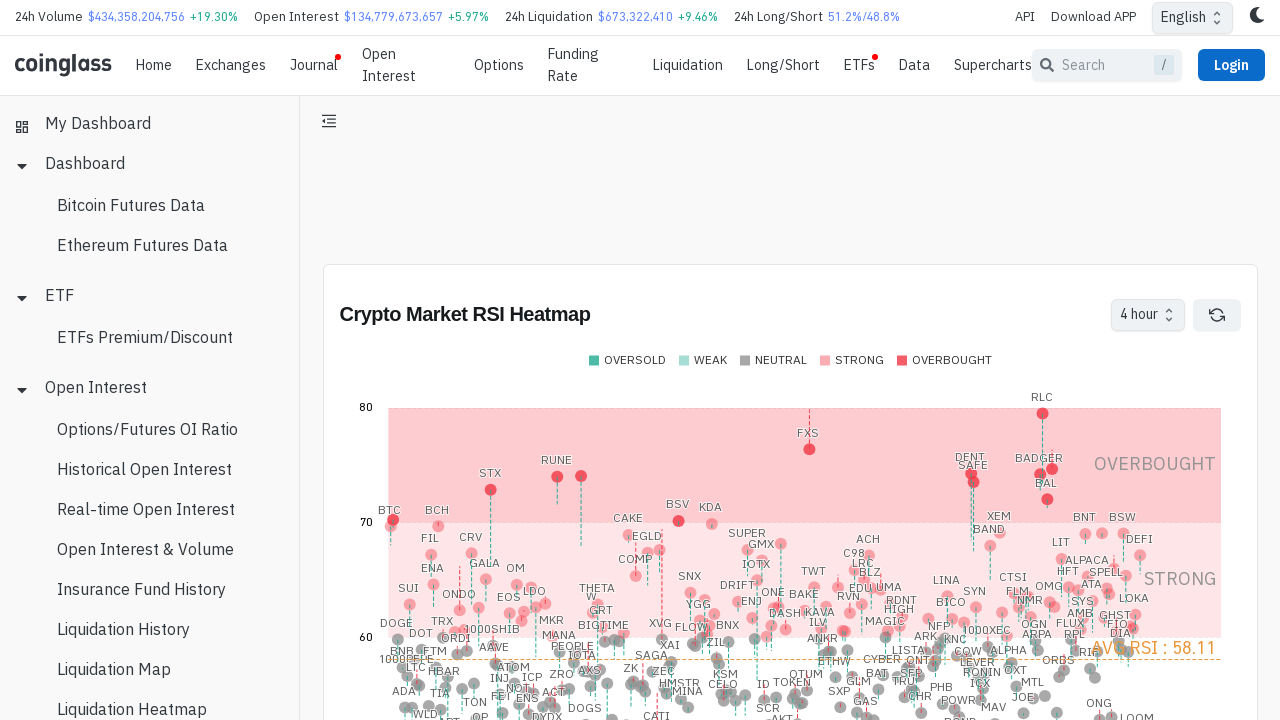 24h Volume $434,358,204,756 +19.30% Open Interest $134,779,673,657 +5.97% 24h Liquidation $673,322,410 +9.46% 24h Long/Short 51.2%/48.8% API Download APP English
coinglass Home Exchanges Journal Open Interest Options Funding Rate Liquidation Long/Short ETFs Data Supercharts Search / Login
My Dashboard
Dashboard
Bitcoin Futures Data
Ethereum Futures Data
ETF
ETFs Premium/Discount
Open Interest
Options/Futures OI Ratio
Historical Open Interest
Real-time Open Interest
Open Interest & Volume
Insurance Fund History
Liquidation History
Liquidation Map
Liquidation Heatmap
Crypto Market RSI Heatmap
4 hour
OVERSOLD WEAK NEUTRAL STRONG OVERBOUGHT
80
RLC
FXS
OVERBOUGHT
STX RUNE DENT SAFE BADGER BAL
70
BTC BCH BSV KDA
CAKE XEM BNT BSW
FIL CRV EGLD SUPER GMX ACH BAND LIT DEFI
ENA GALA OM COMP IOTX TWT C98 LRC BLZ HFT ALPACA SPELL
STRONG
SUI ONDO EOS LDO THETA W SNX DRIFT ONE BAKE EDU UMA LINA SYN CTSI OMG ATA
GRT YGG ENJ RVN RDNT BICO FLM NMR SYS LOKA
DOGE TRX 1000SHIB MKR BIGTIME XVG FLOW BNX DASH KAVA ILV MAGIC HIGH NFP 1000XEC OGN FLUX AMB GHST FIO
60
DOT ORDI MANA ANKR ARK KNC ARPA RPL DIA
AVG RSI : 58.11
BNB FTM AAVE PEOPLE IOTA SAGA XAI ZIL ETHW CYBER LISTA QNT COW ALPHA ORDS
1000PEPE LTC HBAR ATOM INJ ICP ZRO AXS ZK ZEC KSM QTUM BAT SFP LEVER RONIN OXT
ADA TIA NOT FET ENS ACT HMSTR MINA CELO ID TOKEN SXP GLM TRU CHR PHB ICX MTL
TON DOGS SCR GAS POWR MAV JOE ONG
WLD OP DYDX CATI AKT LOOM